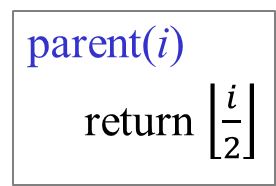 parent(i)
return ⌊i/2⌋